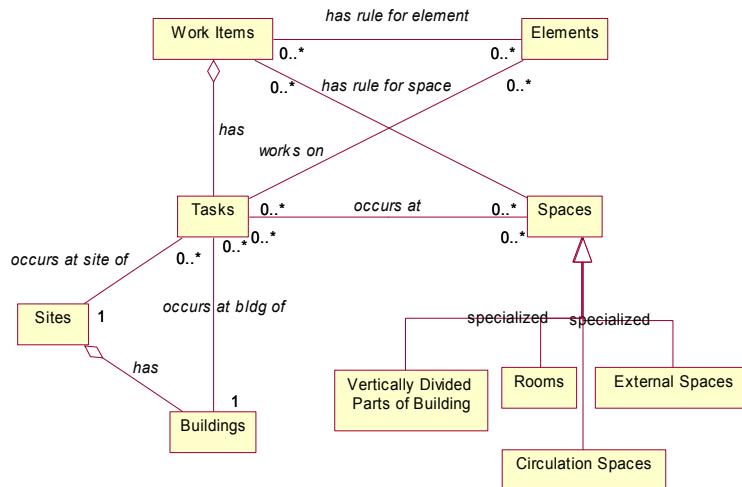 has rule for element
Work Items
Elements
0..*
0..*
0..*
has rule for space
0..*
has
works on
Tasks
0..*
occurs at
0..*
Spaces
0..*
0..*
0..*
0..*
occurs at site of
occurs at bldg of
Sites
1
specialized
specialized
has
Vertically Divided
Parts of Building
Rooms
External Spaces
1
Buildings
Circulation Spaces